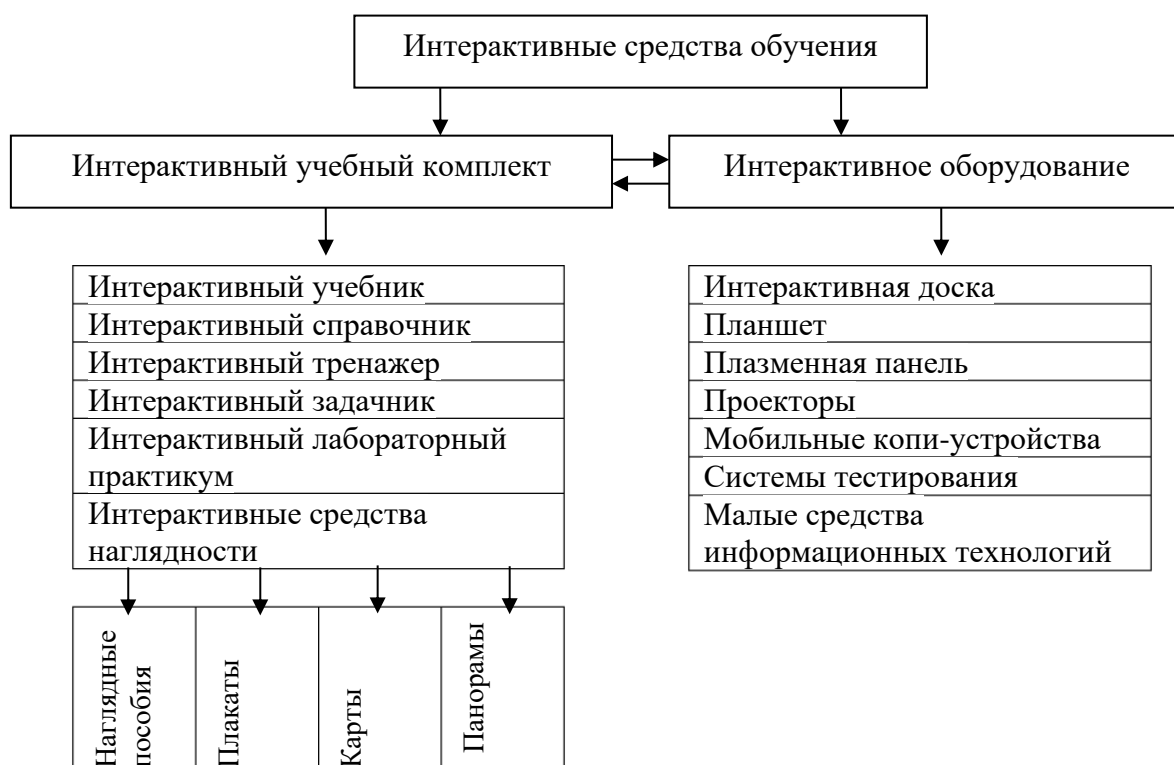 Интерактивные средства обучения
Интерактивный учебный комплект
Интерактивное оборудование
Интерактивный учебник
Интерактивный справочник
Интерактивный тренажер
Интерактивный задачник
Интерактивный лабораторный
практикум
Интерактивные средства
наглядности
Интерактивная доска
Планшет
Плазменная панель
Проекторы
Мобильные копи-устройства
Системы тестирования
Малые средства
информационных технологий
Наглядные
пособия
Плакаты
Карты
Панорамы